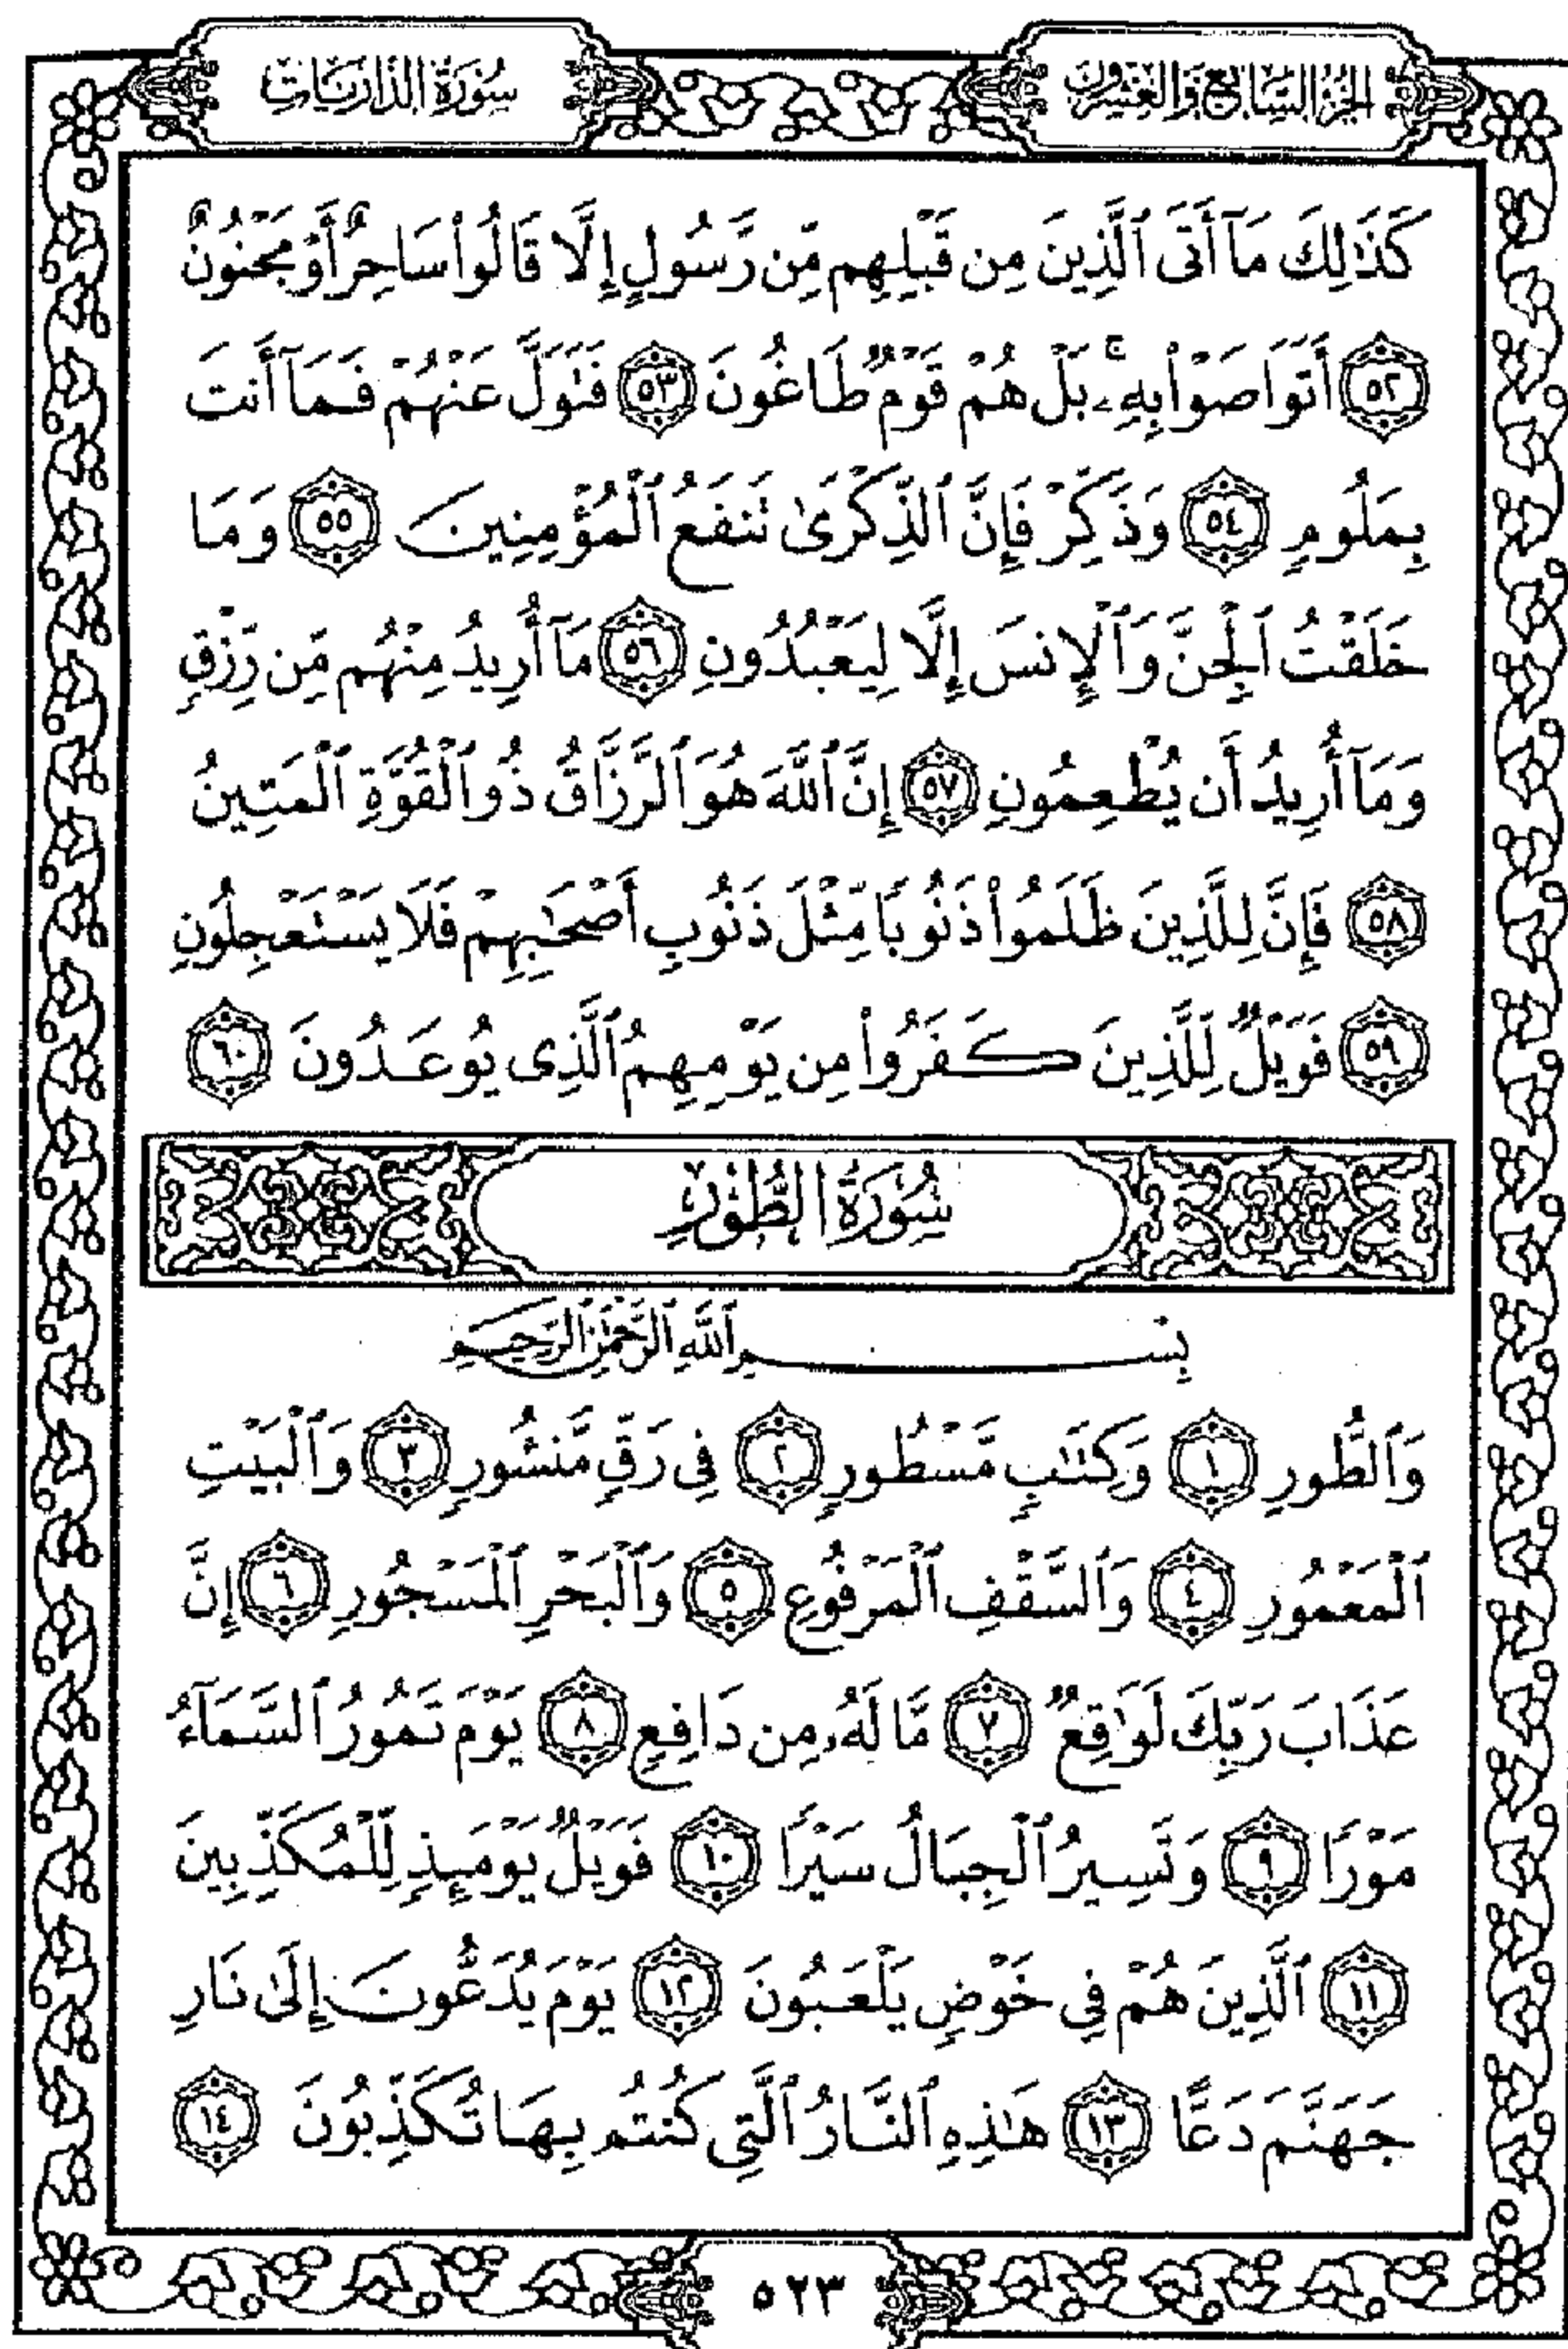 الجزء السابع والعشرون
سورة الذاريات
كَذَٰلِكَ مَآ أَتَى ٱلَّذِينَ مِن قَبْلِهِم مِّن رَّسُولٍ إِلَّا قَالُوا۟ سَاحِرٌ أَوْ مَجْنُونٌ
﴿٥٢﴾ أَتَوَاصَوْا۟ بِهِۦ ۚ بَلْ هُمْ قَوْمٌ طَاغُونَ ﴿٥٣﴾ فَتَوَلَّ عَنْهُمْ فَمَآ أَنتَ
بِمَلُومٍ ﴿٥٤﴾ وَذَكِّرْ فَإِنَّ ٱلذِّكْرَىٰ تَنفَعُ ٱلْمُؤْمِنِينَ ﴿٥٥﴾ وَمَا
خَلَقْتُ ٱلْجِنَّ وَٱلْإِنسَ إِلَّا لِيَعْبُدُونِ ﴿٥٦﴾ مَآ أُرِيدُ مِنْهُم مِّن رِّزْقٍ
وَمَآ أُرِيدُ أَن يُطْعِمُونِ ﴿٥٧﴾ إِنَّ ٱللَّهَ هُوَ ٱلرَّزَّاقُ ذُو ٱلْقُوَّةِ ٱلْمَتِينُ
﴿٥٨﴾ فَإِنَّ لِلَّذِينَ ظَلَمُوا۟ ذَنُوبًا مِّثْلَ ذَنُوبِ أَصْحَٰبِهِمْ فَلَا يَسْتَعْجِلُونِ
﴿٥٩﴾ فَوَيْلٌ لِّلَّذِينَ كَفَرُوا۟ مِن يَوْمِهِمُ ٱلَّذِى يُوعَدُونَ ﴿٦٠﴾
سُورَةُ الطُّورِ
بِسْمِ ٱللَّهِ ٱلرَّحْمَٰنِ ٱلرَّحِيمِ
وَٱلطُّورِ ﴿١﴾ وَكِتَٰبٍ مَّسْطُورٍ ﴿٢﴾ فِى رَقٍّ مَّنشُورٍ ﴿٣﴾ وَٱلْبَيْتِ
ٱلْمَعْمُورِ ﴿٤﴾ وَٱلسَّقْفِ ٱلْمَرْفُوعِ ﴿٥﴾ وَٱلْبَحْرِ ٱلْمَسْجُورِ ﴿٦﴾ إِنَّ
عَذَابَ رَبِّكَ لَوَٰقِعٌ ﴿٧﴾ مَّا لَهُۥ مِن دَافِعٍ ﴿٨﴾ يَوْمَ تَمُورُ ٱلسَّمَآءُ
مَوْرًا ﴿٩﴾ وَتَسِيرُ ٱلْجِبَالُ سَيْرًا ﴿١٠﴾ فَوَيْلٌ يَوْمَئِذٍ لِّلْمُكَذِّبِينَ
﴿١١﴾ ٱلَّذِينَ هُمْ فِى خَوْضٍ يَلْعَبُونَ ﴿١٢﴾ يَوْمَ يُدَعُّونَ إِلَىٰ نَارِ
جَهَنَّمَ دَعًّا ﴿١٣﴾ هَٰذِهِ ٱلنَّارُ ٱلَّتِى كُنتُم بِهَا تُكَذِّبُونَ ﴿١٤﴾
٥٢٣